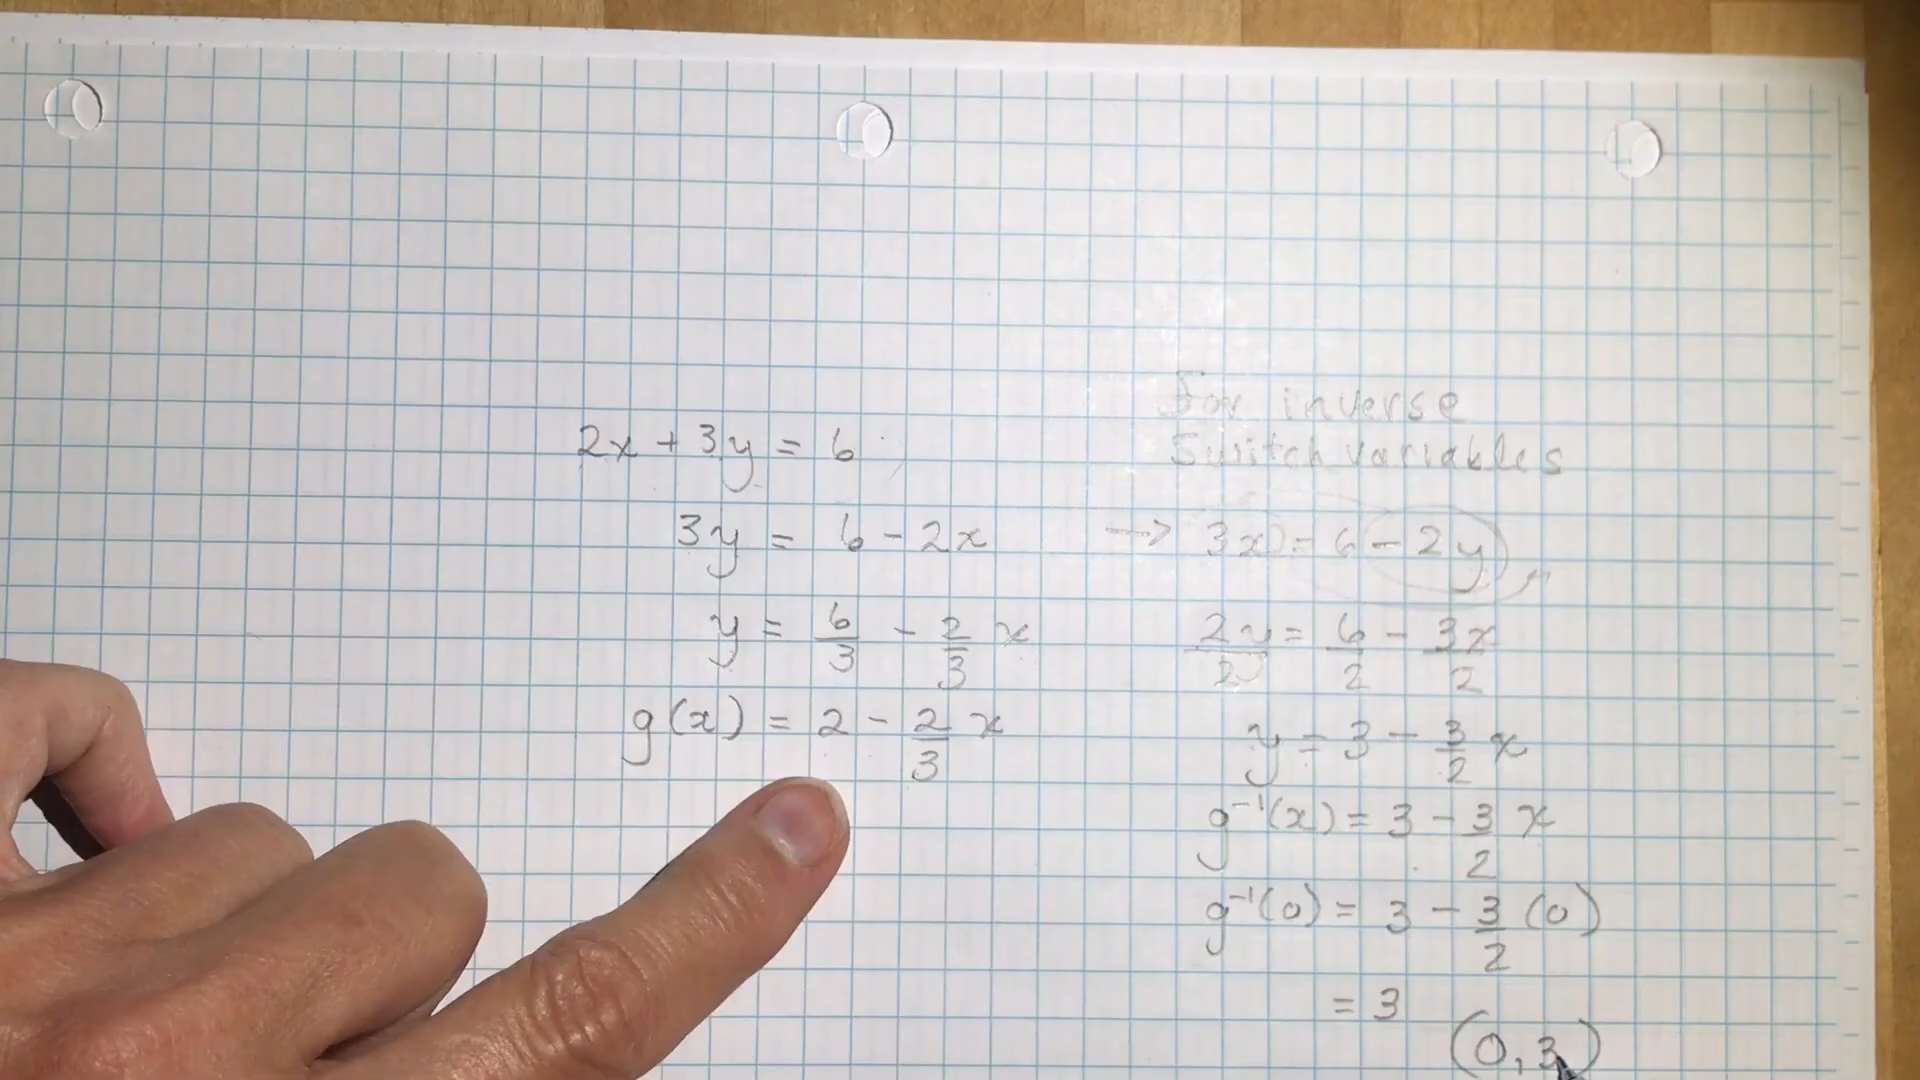 2x + 3y = 6
3y = 6 - 2x
y = 6/3 - 2/3 x
g(x) = 2 - 2/3 x
For inverse
Switch variables
→ 3x = 6 - 2y
2y/2 = 6/2 - 3x/2
y = 3 - 3/2 x
g⁻¹(x) = 3 - 3/2 x
g⁻¹(0) = 3 - 3/2 (0)
= 3
(0, 3)